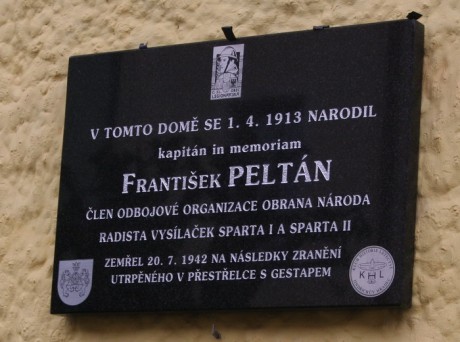 V TOMTO DOMĚ SE 1. 4. 1913 NARODIL
kapitán in memoriam
FRANTIŠEK PELTÁN
ČLEN ODBOJOVÉ ORGANIZACE OBRANA NÁRODA
RADISTA VYSÍLAČEK SPARTA I A SPARTA II
ZEMŘEL 20. 7. 1942 NA NÁSLEDKY ZRANĚNÍ
UTRPĚNÉHO V PŘESTŘELCE S GESTAPEM
KHL